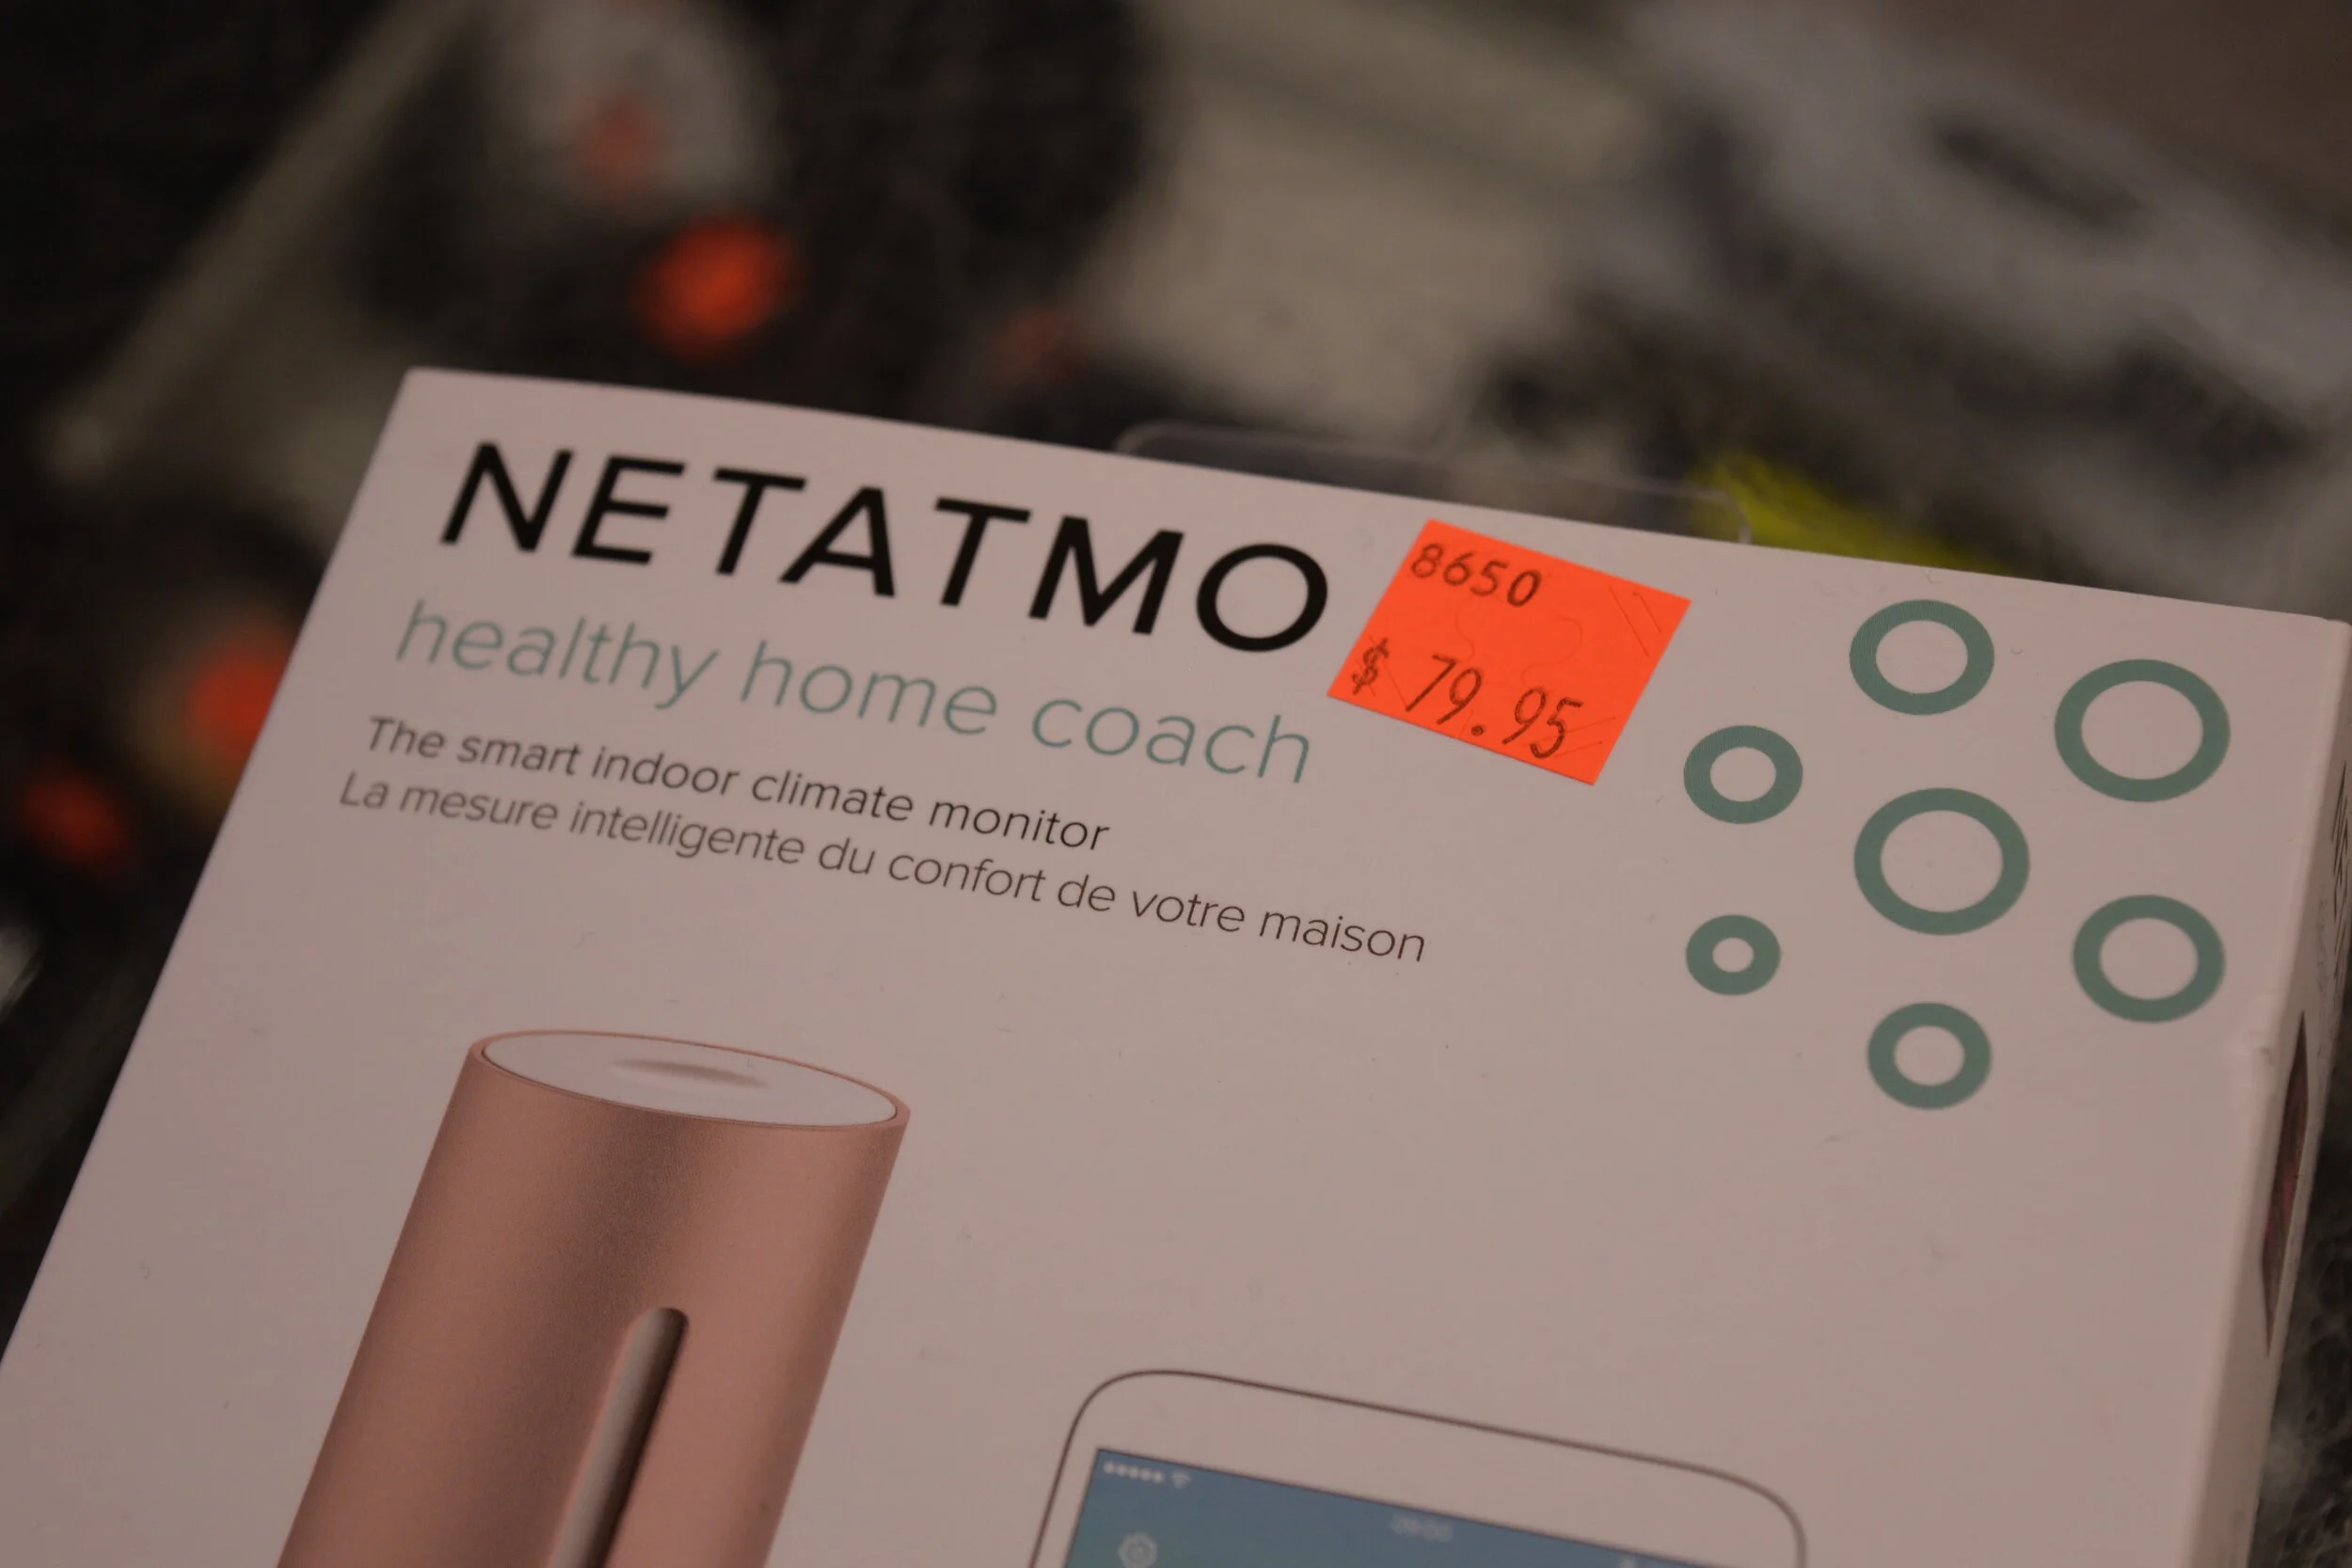 NETATMO
healthy home coach
The smart indoor climate monitor
La mesure intelligente du confort de votre maison
8650
$ 79.95